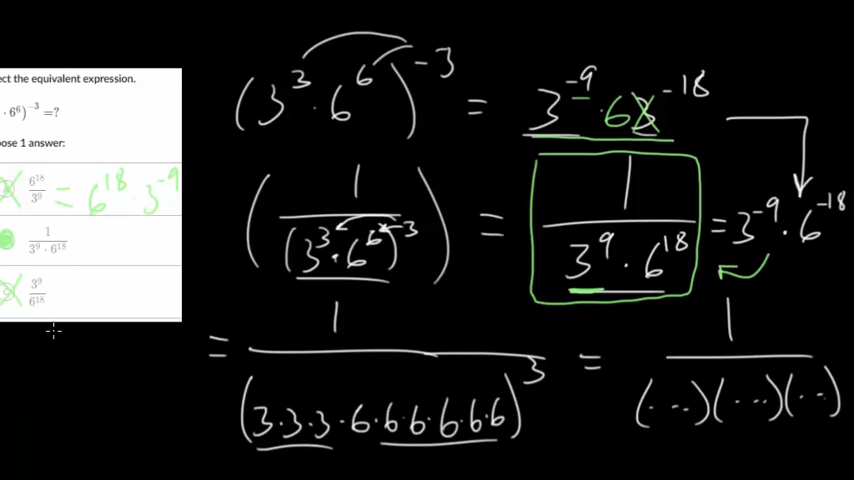 ect the equivalent expression.
· 6⁶)⁻³ =?
oose 1 answer:
6¹⁸/3⁹ = 6¹⁸ · 3⁻⁹
1/(3⁹ · 6¹⁸)
3⁹/6¹⁸
(3³ · 6⁶)⁻³ = 3⁻⁹ · 6 3⁻¹⁸
(1/(3³ · 6⁶)⁻³) = 1/(3⁹ · 6¹⁸) = 3⁻⁹ · 6⁻¹⁸
= 1/(3·3·3·6·6·6·6·6·6)³ = 1/((· ··)(· ··)(· ··))